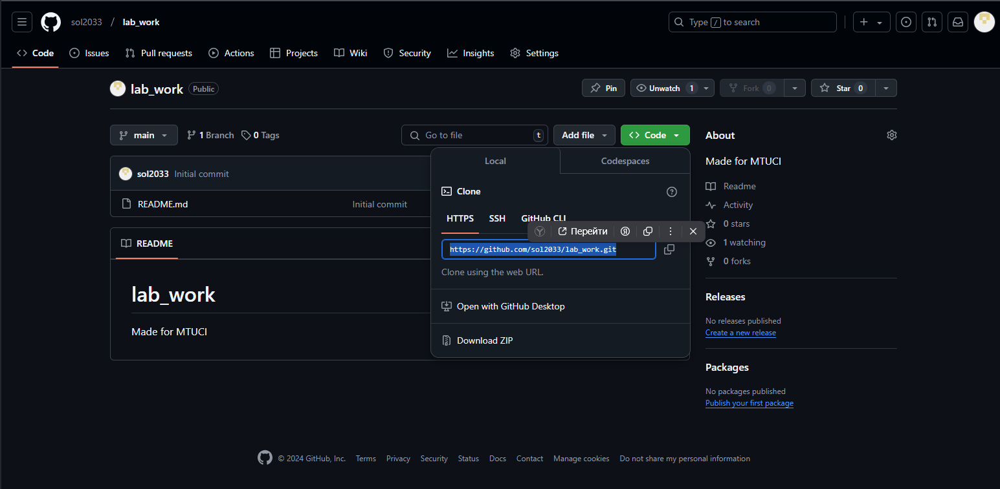 sol2033 / lab_work
Type / to search
Code Issues Pull requests Actions Projects Wiki Security Insights Settings
lab_work Public
Pin Unwatch 1 Fork 0 Star 0
main 1 Branch 0 Tags Go to file t Add file Code
sol2033 Initial commit
README.md Initial commit
README
lab_work
Made for MTUCI
Local Codespaces
Clone
HTTPS SSH GitHub CLI
Перейти
https://github.com/sol2033/lab_work.git
Clone using the web URL.
Open with GitHub Desktop
Download ZIP
About
Made for MTUCI
Readme
Activity
0 stars
1 watching
0 forks
Releases
No releases published
Create a new release
Packages
No packages published
Publish your first package
© 2024 GitHub, Inc. Terms Privacy Security Status Docs Contact Manage cookies Do not share my personal information